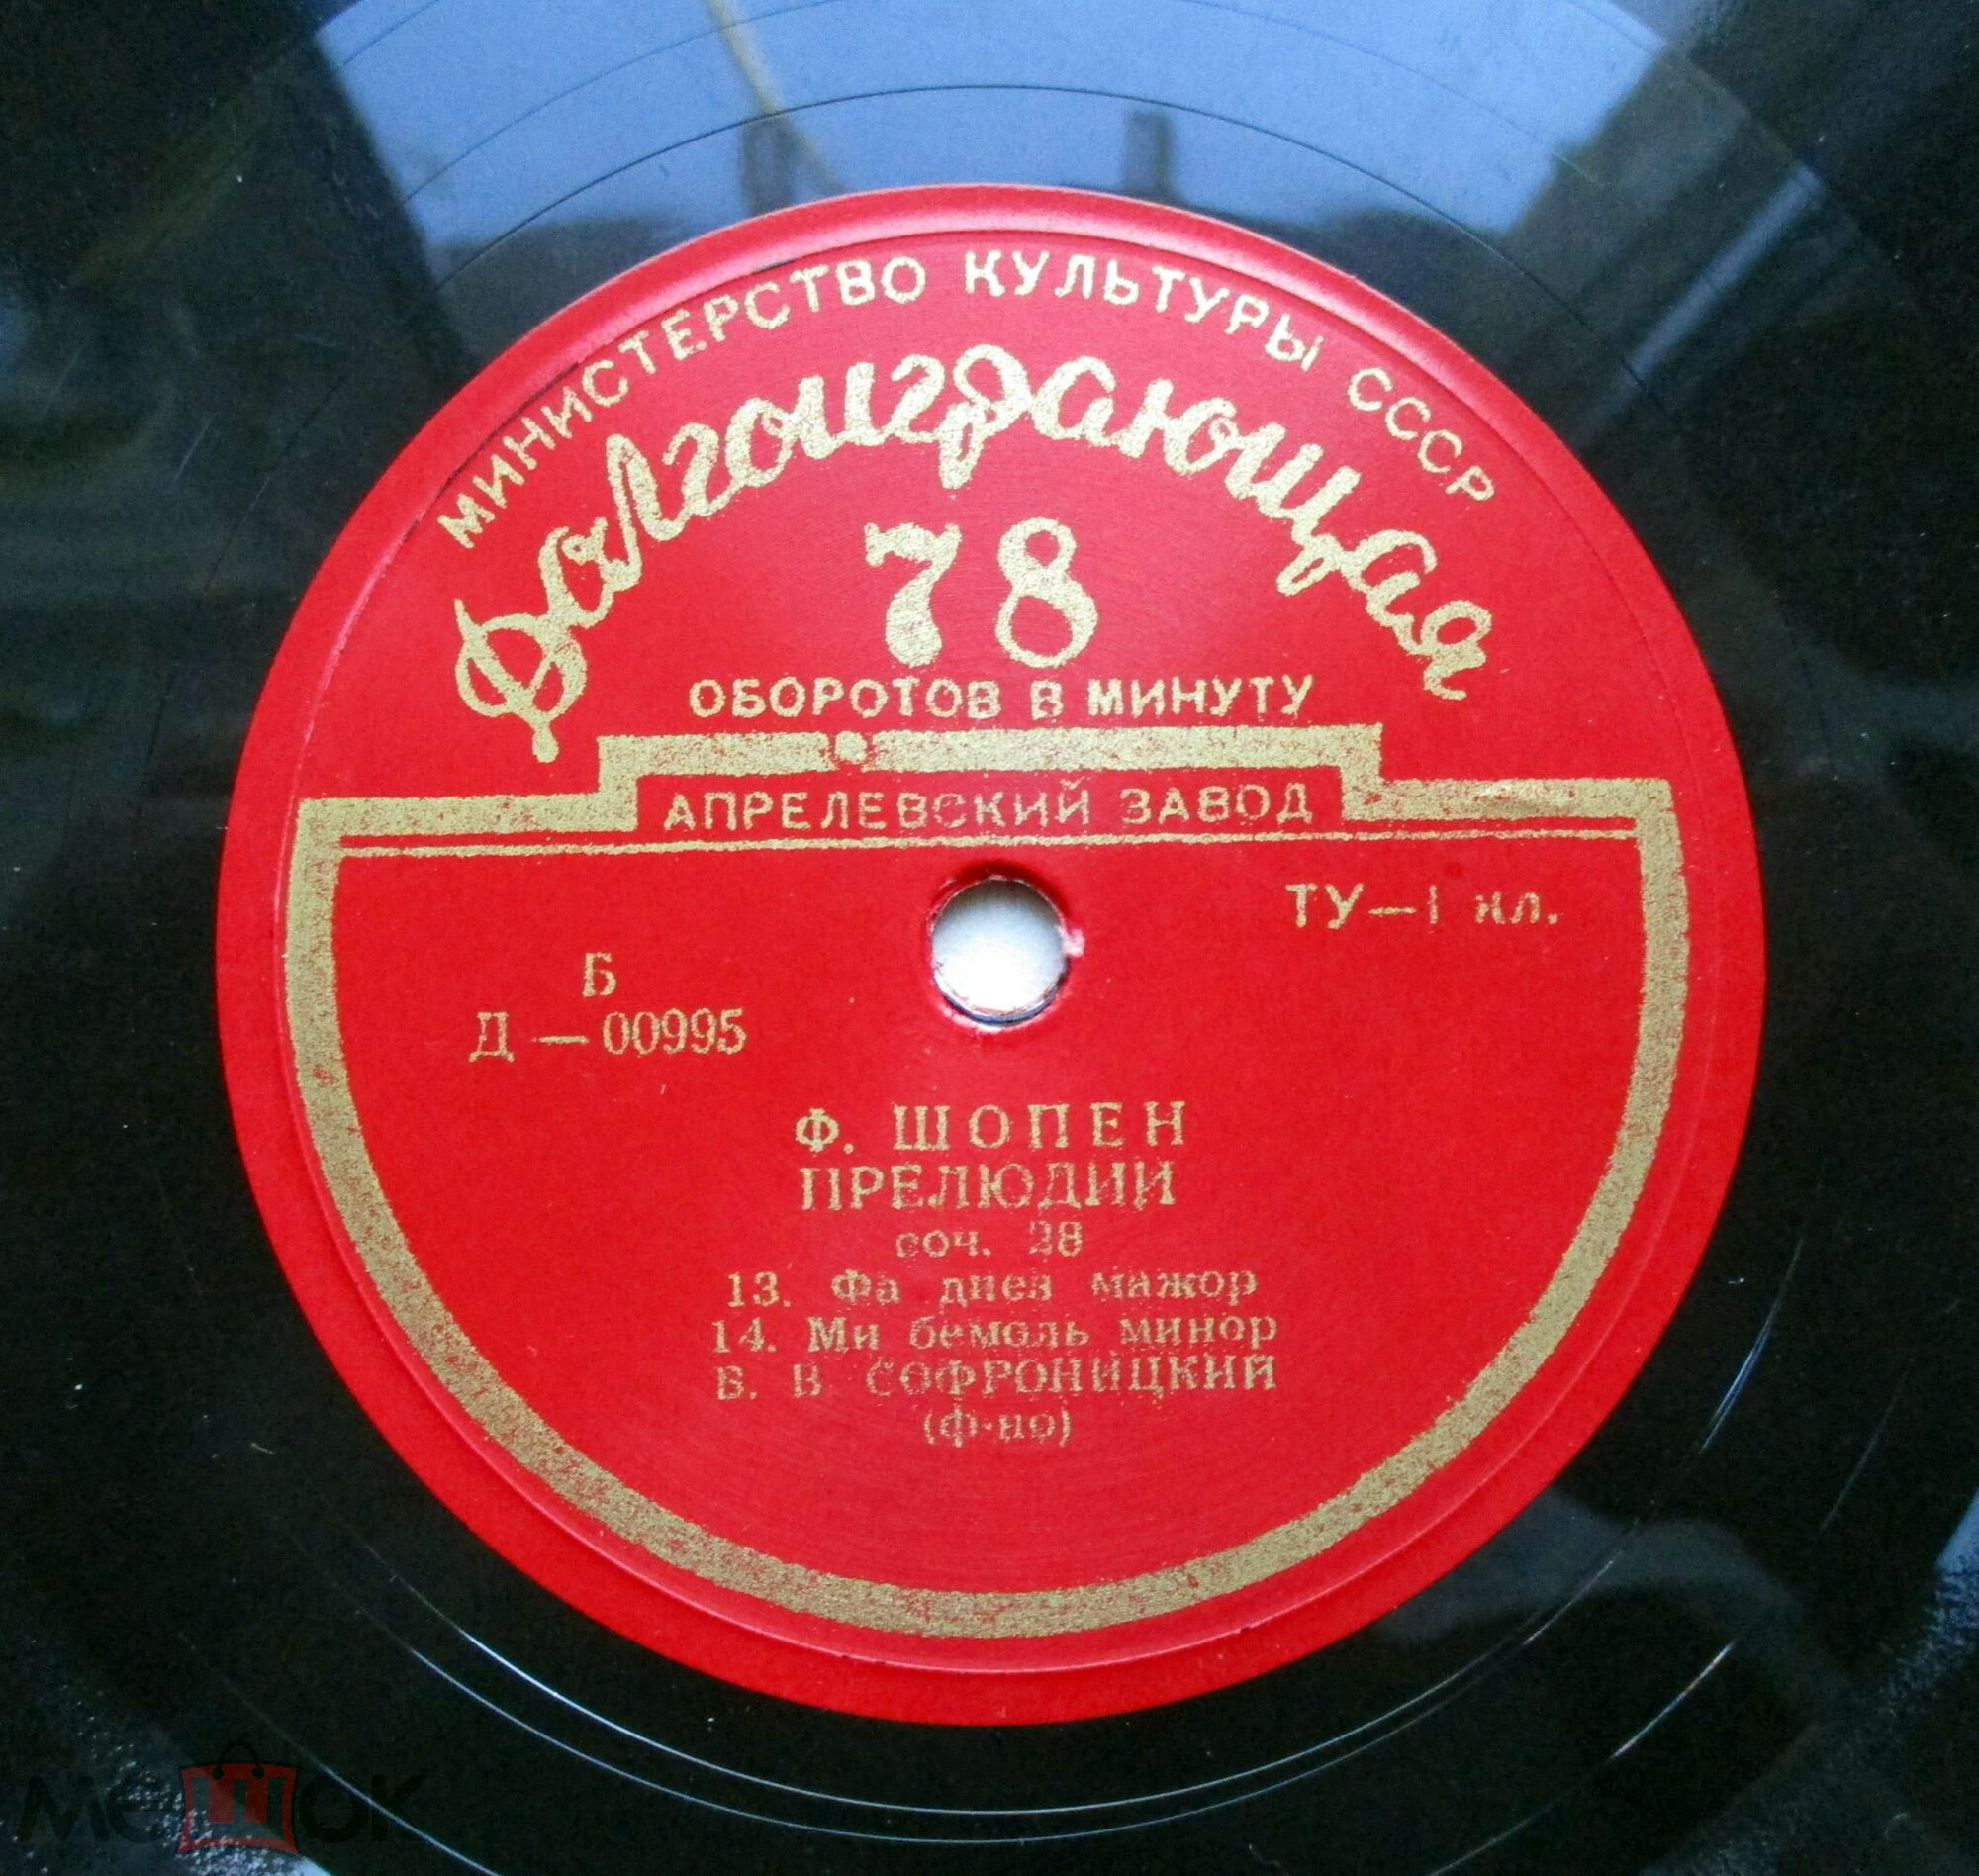 МИНИСТЕРСТВО КУЛЬТУРЫ СССР
Долгоиграющая
78
ОБОРОТОВ В МИНУТУ
АПРЕЛЕВСКИЙ ЗАВОД
ТУ—1 кл.
Б
Д—00995
Ф. ШОПЕН
ПРЕЛЮДИИ
соч. 28
13. Фа диез мажор
14. Ми бемоль минор
В. В СОФРОНИЦКИЙ
(ф-но)
мешок